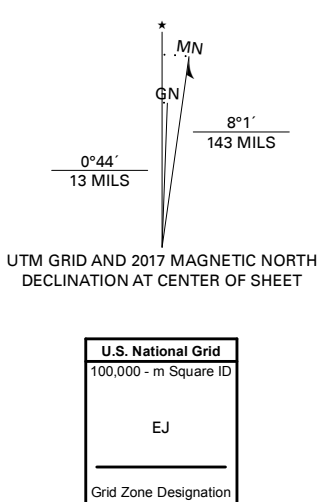 ★
MN
GN
8°1´
143 MILS
0°44´
13 MILS
UTM GRID AND 2017 MAGNETIC NORTH
DECLINATION AT CENTER OF SHEET
U.S. National Grid
100,000 - m Square ID
EJ
Grid Zone Designation